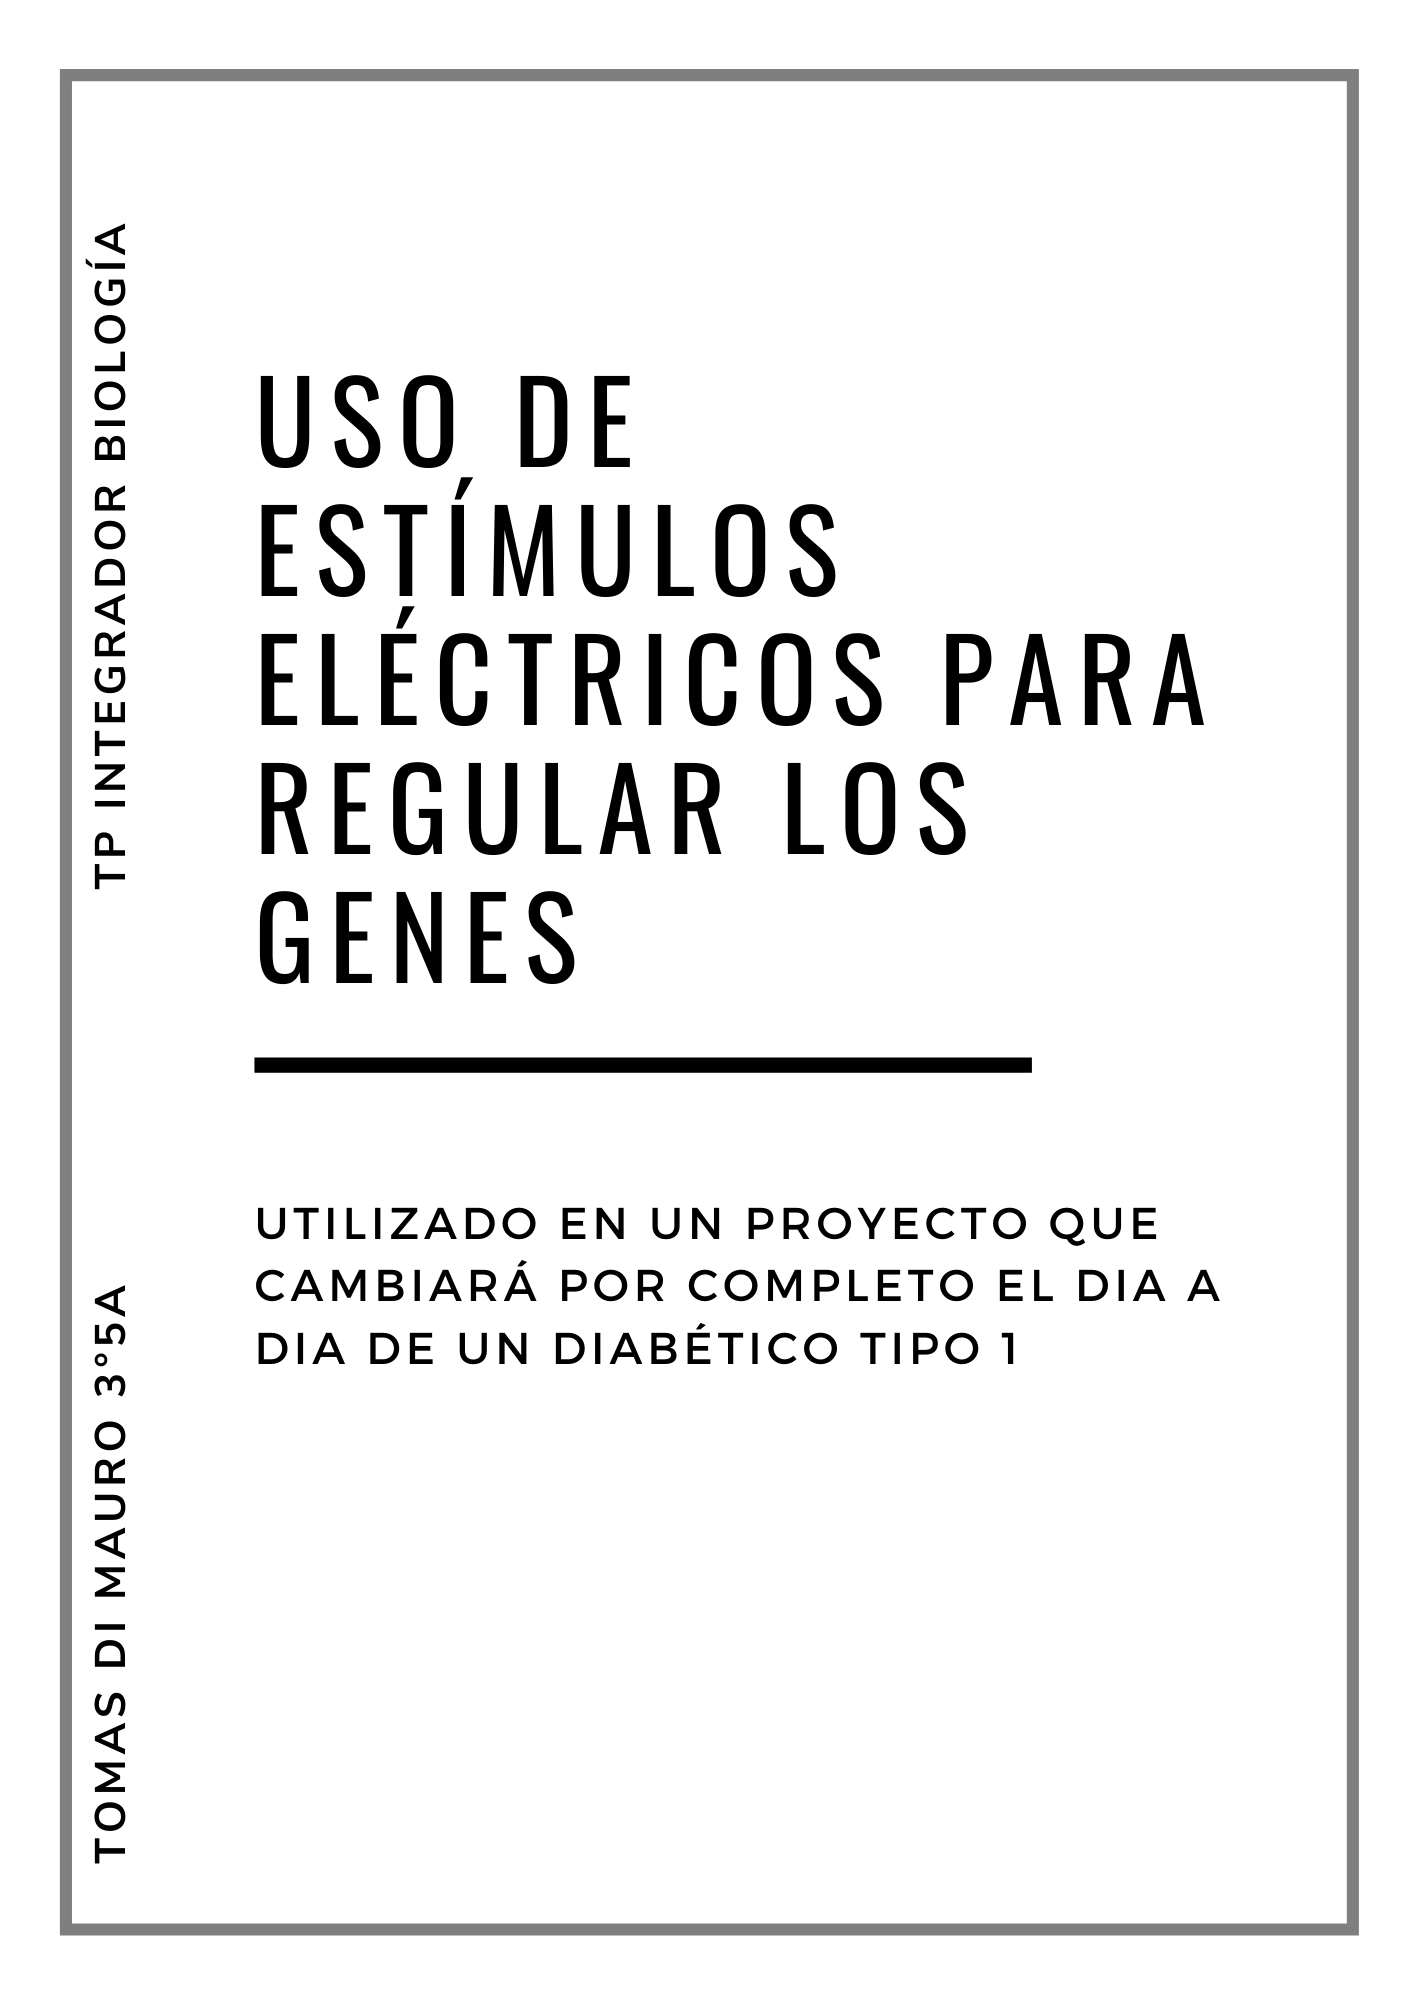 TP INTEGRADOR BIOLOGÍA
USO DE
ESTÍMULOS
ELÉCTRICOS PARA
REGULAR LOS
GENES
UTILIZADO EN UN PROYECTO QUE
CAMBIARÁ POR COMPLETO EL DIA A
DIA DE UN DIABÉTICO TIPO 1
TOMAS DI MAURO 3°5A